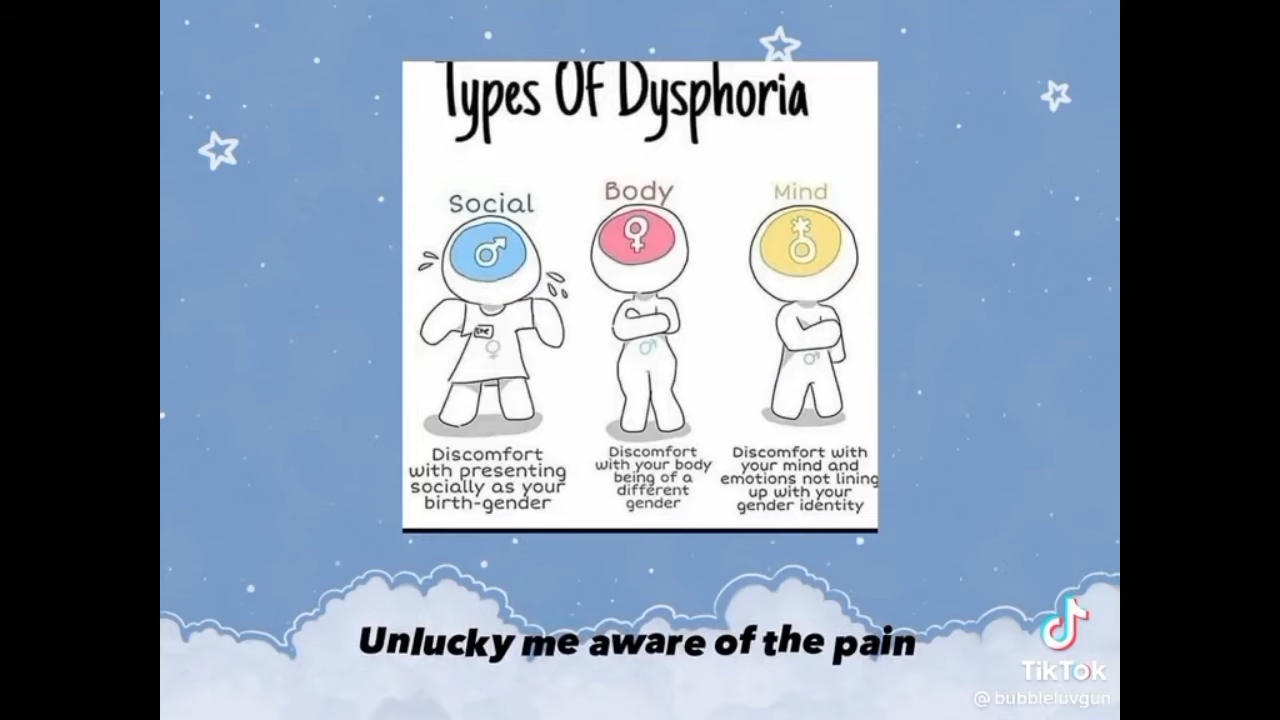 Types Of Dysphoria
Social
Body
Mind
Discomfort
with presenting
socially as your
birth-gender
Discomfort
with your body
being of a
different
gender
Discomfort with
your mind and
emotions not lining
up with your
gender identity
Unlucky me aware of the pain
TikTok
@bubbleluvgun